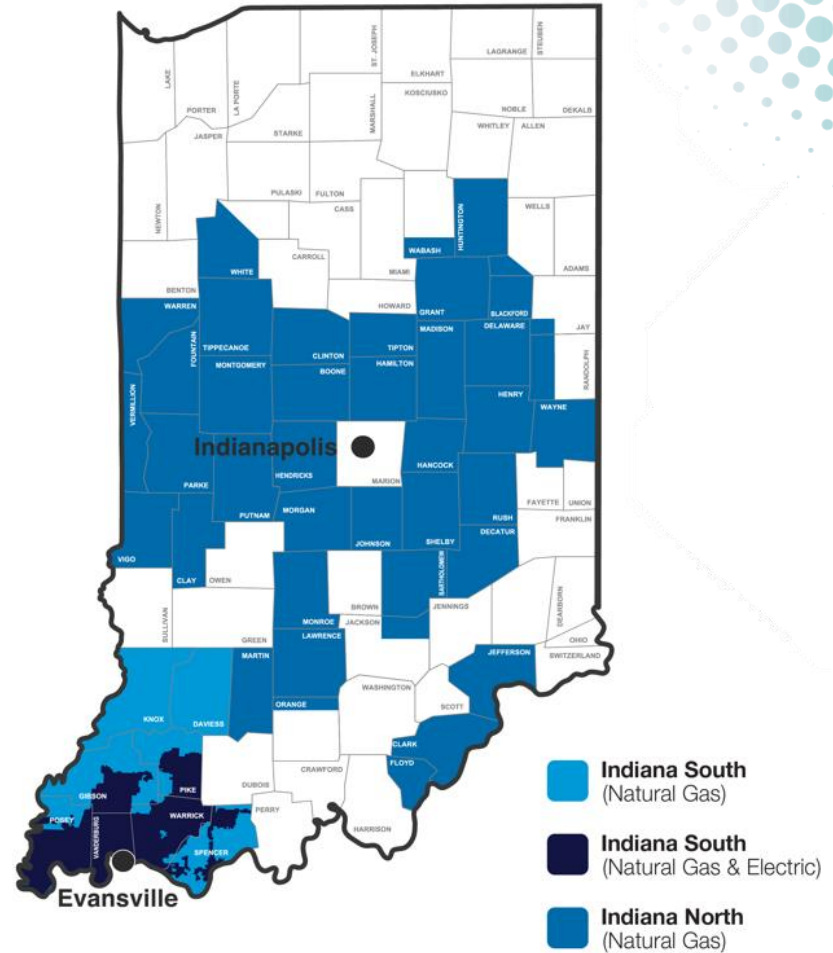 STEUBEN
LAGRANGE
ST. JOSEPH
ELKHART
LAKE
LA PORTE
KOSCIUSKO
PORTER
NOBLE
DEKALB
MARSHALL
STARKE
JASPER
WHITLEY
ALLEN
PULASKI
FULTON
CASS
NEWTON
WELLS
HUNTINGTON
WABASH
CARROLL
WHITE
MIAMI
ADAMS
BENTON
WARREN
HOWARD
GRANT
BLACKFORD
MADISON
DELAWARE
JAY
FOUNTAIN
TIPPECANOE
CLINTON
TIPTON
MONTGOMERY
BOONE
HAMILTON
RANDOLPH
HENRY
WAYNE
VERMILLION
Indianapolis
HENDRICKS
HANCOCK
MARION
PARKE
FAYETTE
UNION
PUTNAM
MORGAN
RUSH
FRANKLIN
DECATUR
JOHNSON
SHELBY
VIGO
CLAY
OWEN
BARTHOLOMEW
BROWN
JENNINGS
DEARBORN
SULLIVAN
MONROE
JACKSON
LAWRENCE
GREEN
OHIO
MARTIN
JEFFERSON
SWITZERLAND
WASHINGTON
ORANGE
SCOTT
KNOX
DAVIESS
CLARK
FLOYD
CRAWFORD
DUBOIS
PIKE
GIBSON
PERRY
WARRICK
POSEY
HARRISON
VANDERBURG
SPENCER
Evansville
Indiana South
(Natural Gas)
Indiana South
(Natural Gas & Electric)
Indiana North
(Natural Gas)